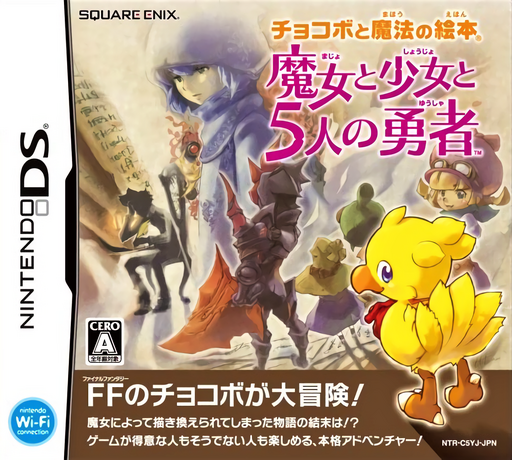 SQUARE ENIX.
チョコボと魔法の絵本®
まほう えほん
魔女と少女と
まじょ しょうじょ
5人の勇者™
ゆうしゃ
NINTENDO DS™
CERO
A
全年齢対象
ファイナルファンタジー
FFのチョコボが大冒険!
魔女によって描き換えられてしまった物語の結末は!?
ゲームが得意な人もそうでない人も楽しめる、本格アドベンチャー!
nintendo
Wi-Fi
connection
NTR-C5YJ-JPN